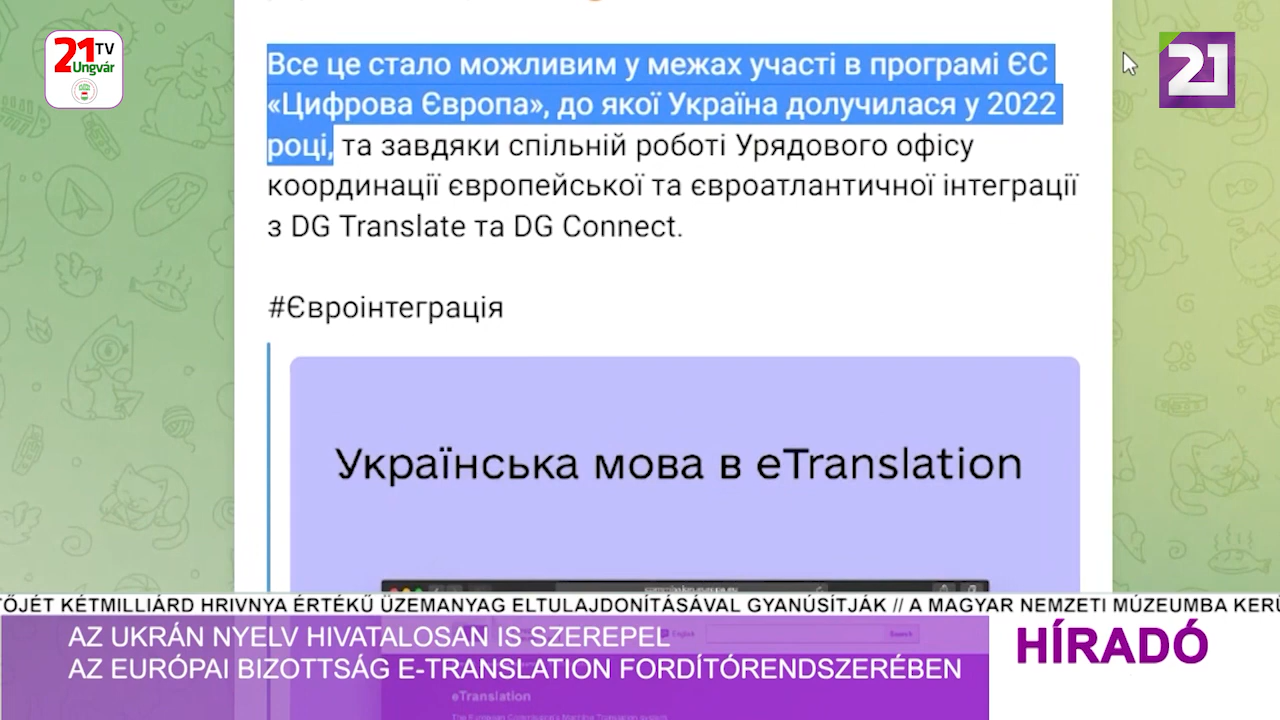 21 TV
Ungvár
21
Все це стало можливим у межах участі в програмі ЄС
«Цифрова Європа», до якої Україна долучилася у 2022
році, та завдяки спільній роботі Урядового офісу
координації європейської та євроатлантичної інтеграції
з DG Translate та DG Connect.
#Євроінтеграція
Українська мова в eTranslation
TŐJÉT KÉTMILLIÁRD HRIVNYA ÉRTÉKŰ ÜZEMANYAG ELTULAJDONÍTÁSÁVAL GYANÚSÍTJÁK // A MAGYAR NEMZETI MÚZEUMBA KERÜ
AZ UKRÁN NYELV HIVATALOSAN IS SZEREPEL
AZ EURÓPAI BIZOTTSÁG E-TRANSLATION FORDÍTÓRENDSZERÉBEN
HÍRADÓ
English
Search
eTranslation